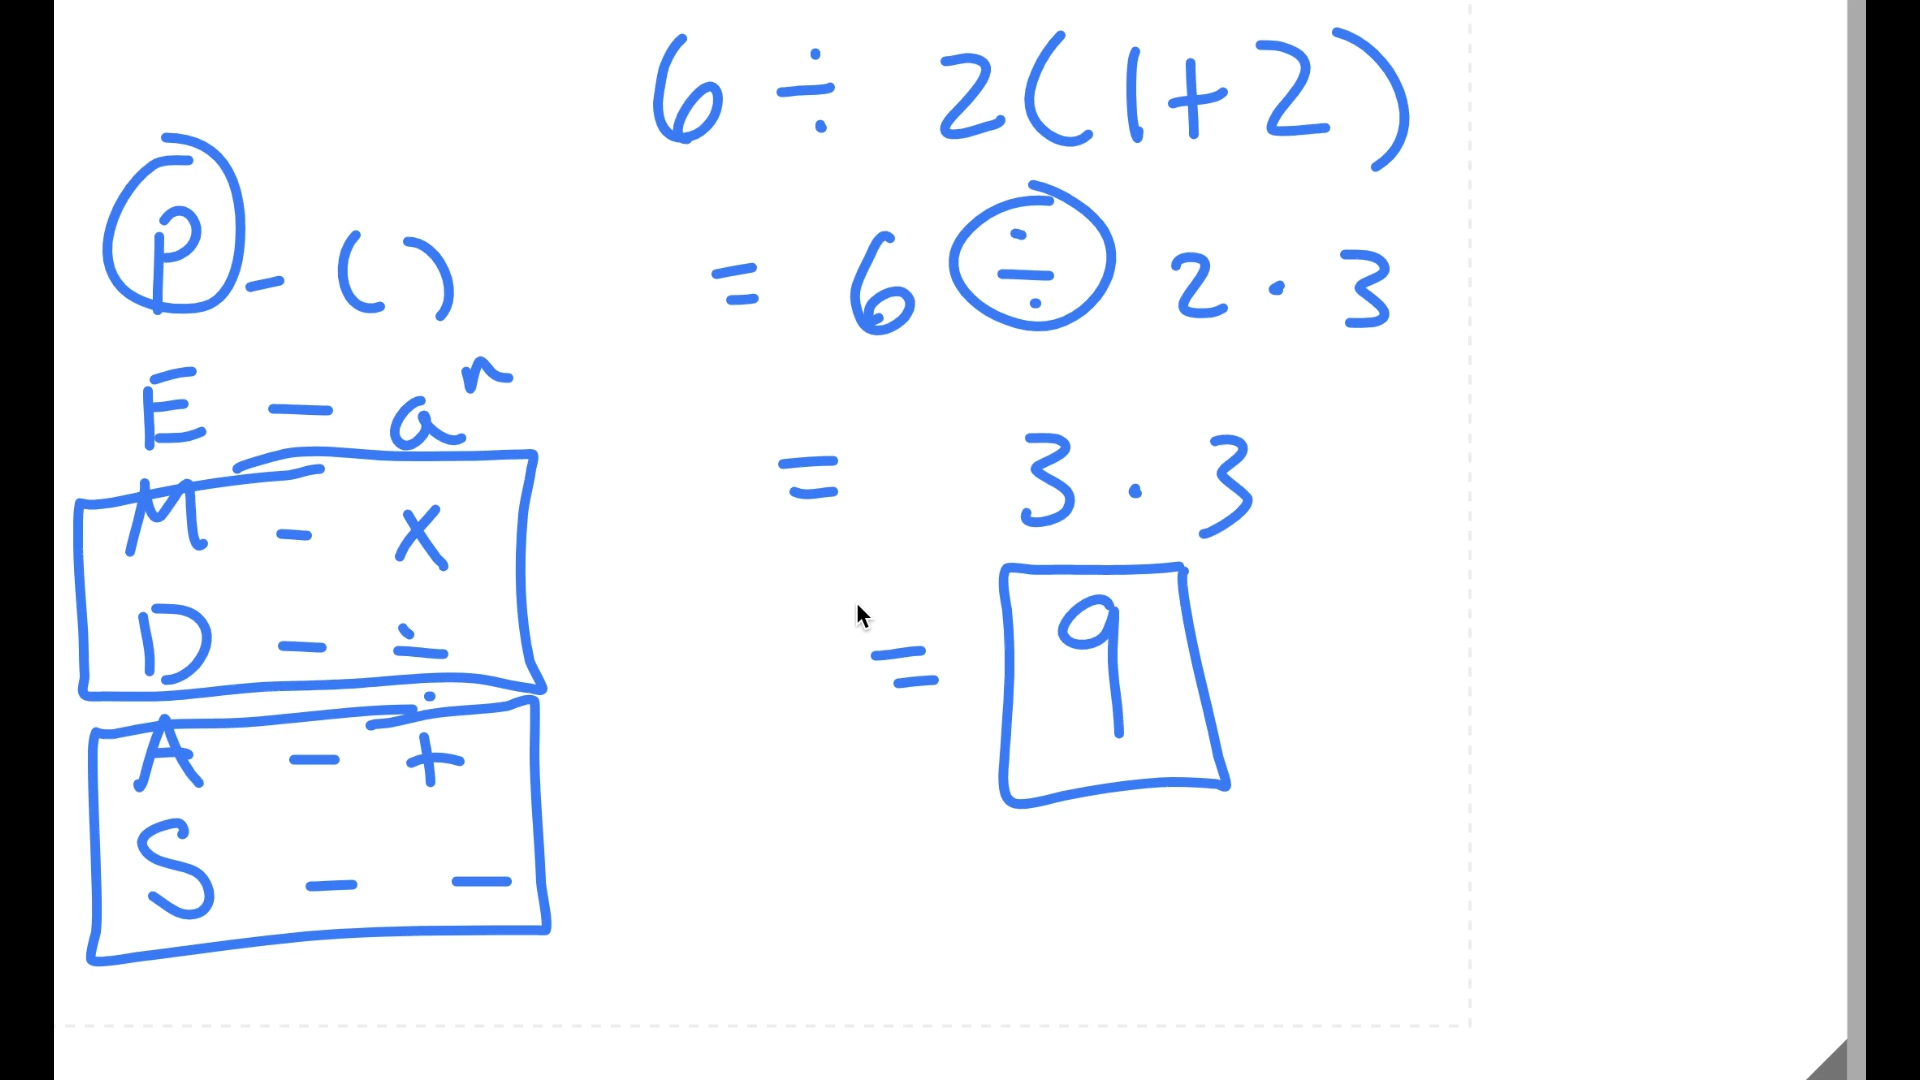 6 ÷ 2(1+2)
P - ( )
= 6 ÷ 2 · 3
E - aⁿ
= 3 · 3
M - x
D - ÷
= 9
A - +
S - -